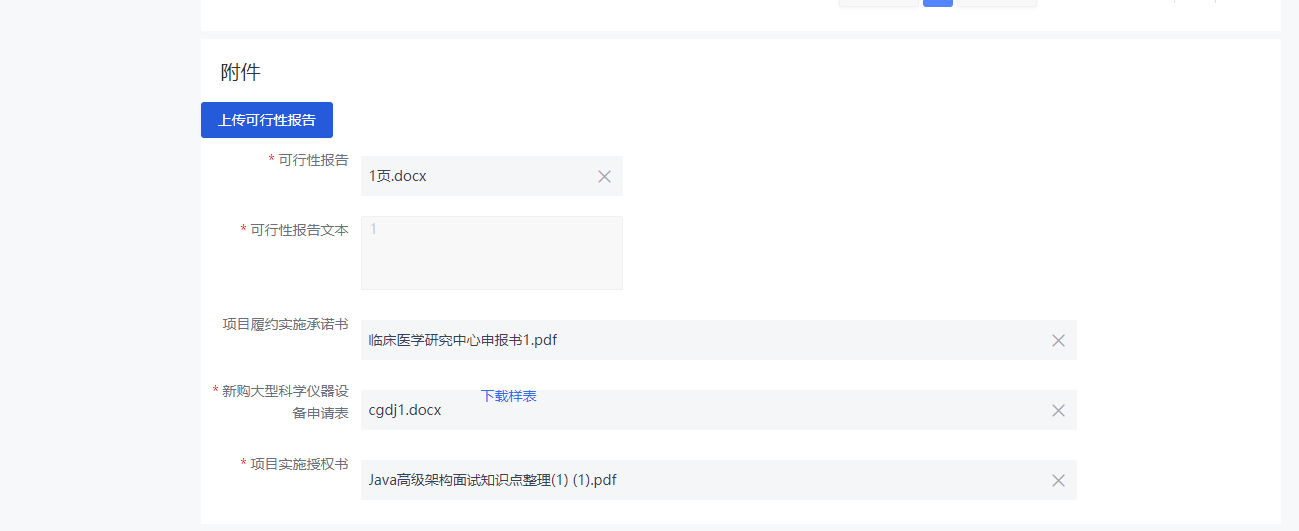 附件
上传可行性报告
* 可行性报告
1页.docx
* 可行性报告文本
1
项目履约实施承诺书
临床医学研究中心申报书1.pdf
* 新购大型科学仪器设
备申请表
下载样表
cgdj1.docx
* 项目实施授权书
Java高级架构面试知识点整理(1) (1).pdf